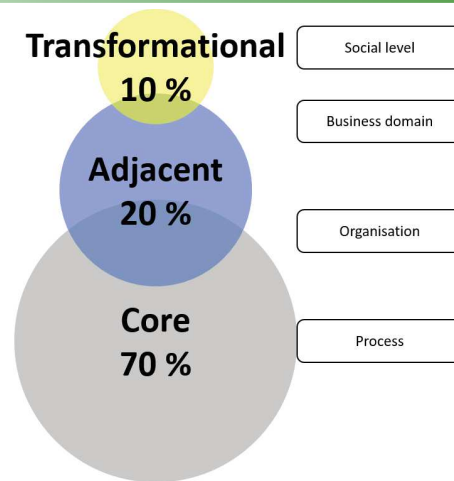 Transformational
10 %
Social level
Business domain
Adjacent
20 %
Organisation
Core
70 %
Process